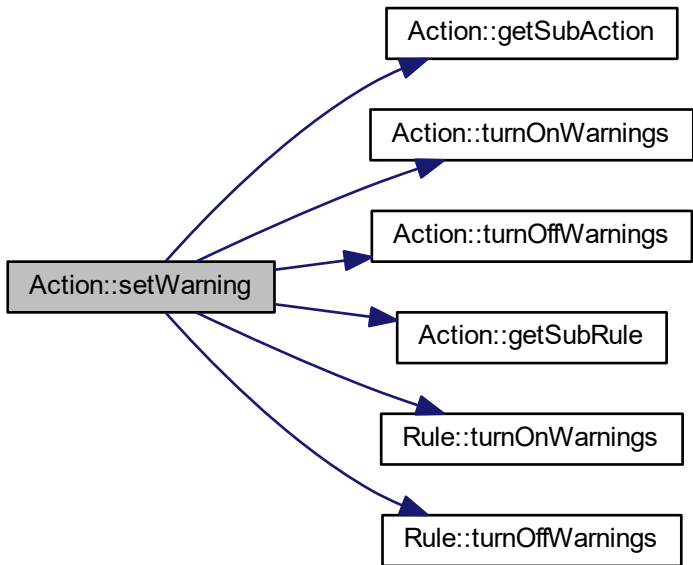 Action::getSubAction
Action::turnOnWarnings
Action::turnOffWarnings
Action::setWarning
Action::getSubRule
Rule::turnOnWarnings
Rule::turnOffWarnings